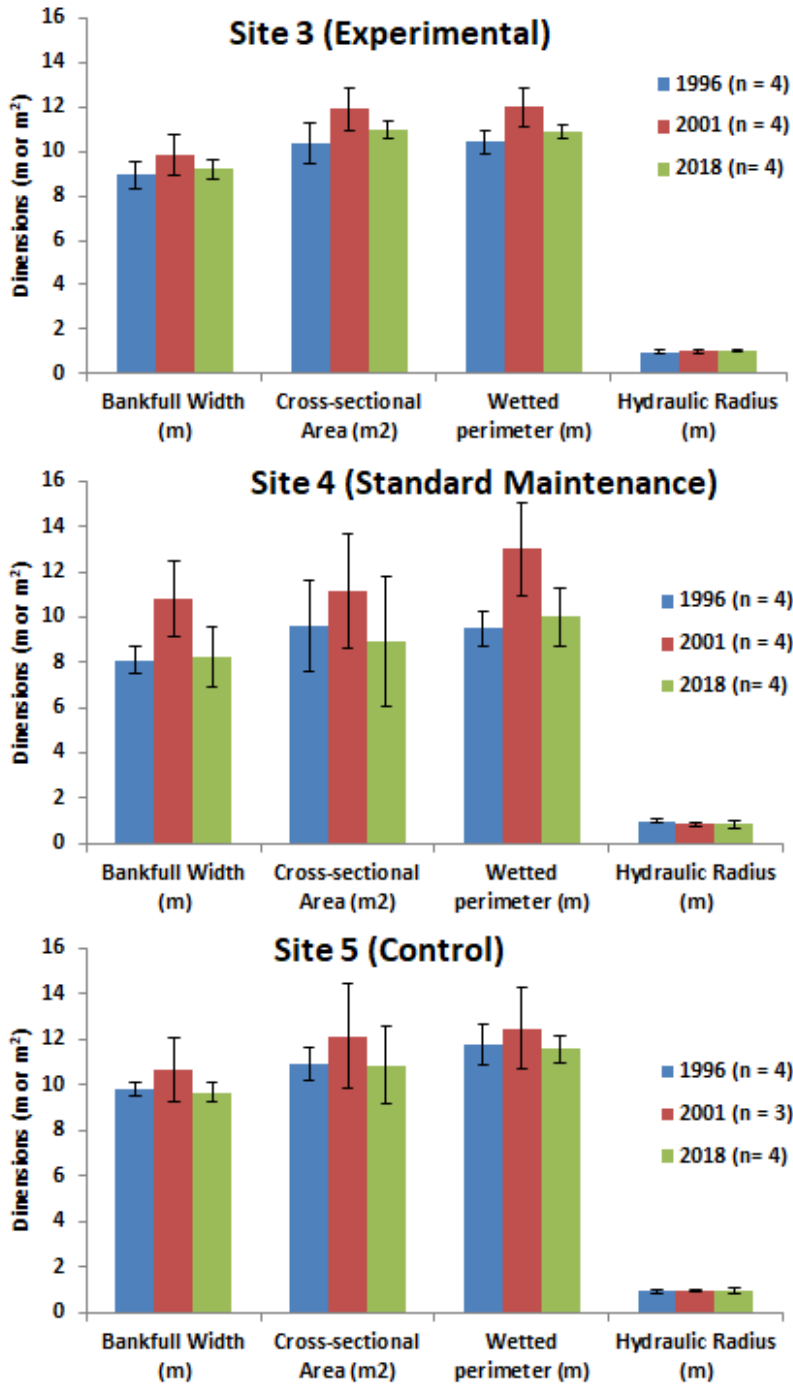 Site 3 (Experimental)
16
14
12
10
8
6
4
2
0
Dinensions (m or m²)
1996 (n = 4)
2001 (n = 4)
2018 (n= 4)
Bankfull Width
(m)
Cross-sectional
Area (m2)
Wetted
perimeter (m)
Hydraulic Radius
(m)
Site 4 (Standard Maintenance)
16
14
12
10
8
6
4
2
0
Dinensions (m or m²)
1996 (n = 4)
2001 (n = 4)
2018 (n= 4)
Bankfull Width
(m)
Cross-sectional
Area (m2)
Wetted
perimeter (m)
Hydraulic Radius
(m)
Site 5 (Control)
16
14
12
10
8
6
4
2
0
Dinensions (m or m²)
1996 (n = 4)
2001 (n = 3)
2018 (n= 4)
Bankfull Width
(m)
Cross-sectional
Area (m2)
Wetted
perimeter (m)
Hydraulic Radius
(m)